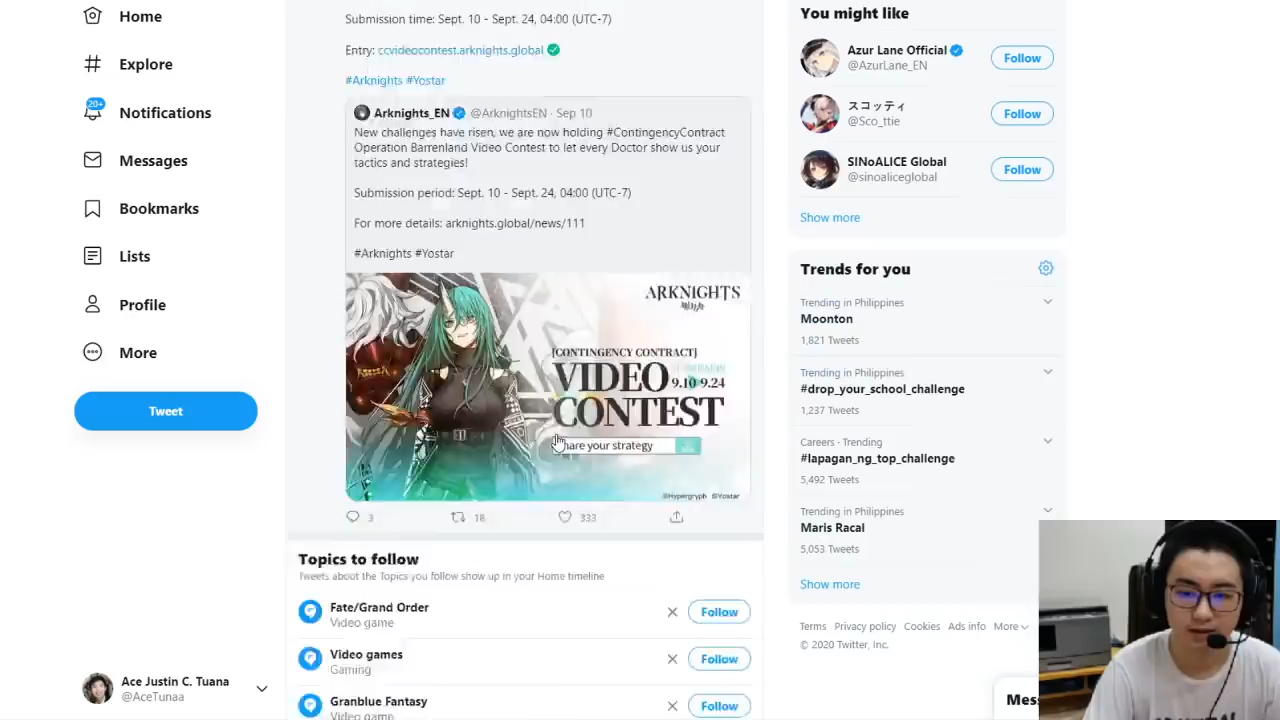 Home
Explore
20+
Notifications
Messages
Bookmarks
Lists
Profile
More
Tweet
Ace Justin C. Tuana
@AceTunaa
Submission time: Sept. 10 - Sept. 24, 04:00 (UTC-7)
Entry: ccvideocontest.arknights.global
#Arknights #Yostar
Arknights_EN @ArknightsEN · Sep 10
New challenges have risen, we are now holding #ContingencyContract
Operation Barrenland Video Contest to let every Doctor show us your
tactics and strategies!
Submission period: Sept. 10 - Sept. 24, 04:00 (UTC-7)
For more details: arknights.global/news/111
#Arknights #Yostar
ARKNIGHTS
[CONTINGENCY CONTRACT]
VIDEO 9.10-9.24
CONTEST
hare your strategy
©Hypergryph ©Yostar
3
18
333
Topics to follow
Tweets about the Topics you follow show up in your Home timeline
Fate/Grand Order
Video game
Follow
Video games
Gaming
Follow
Granblue Fantasy
Video game
Follow
You might like
Azur Lane Official
@AzurLane_EN
Follow
スコッティ
@Sco_ttie
Follow
SINoALICE Global
@sinoaliceglobal
Follow
Show more
Trends for you
Trending in Philippines
Moonton
1,821 Tweets
Trending in Philippines
#drop_your_school_challenge
1,237 Tweets
Careers · Trending
#lapagan_ng_top_challenge
5,492 Tweets
Trending in Philippines
Maris Racal
5,053 Tweets
Show more
Terms Privacy policy Cookies Ads info More
© 2020 Twitter, Inc.
Mes